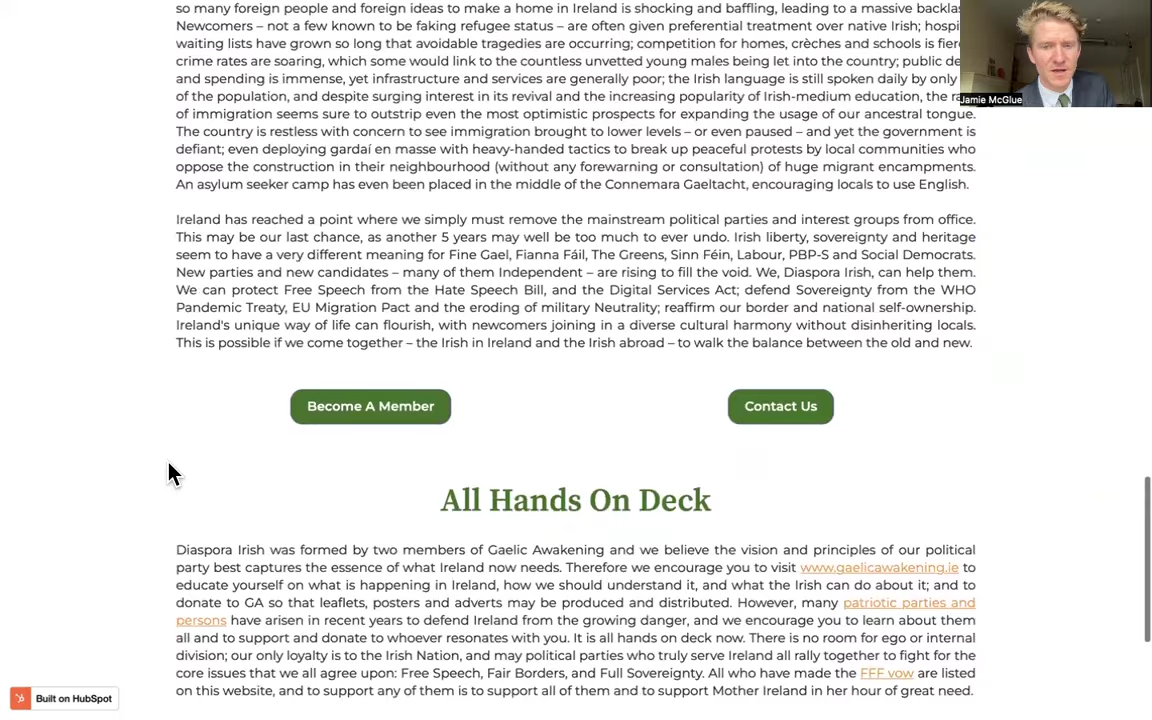 so many foreign people and foreign ideas to make a home in Ireland is shocking and baffling, leading to a massive
Newcomers – not a few known to be faking refugee status – are often given preferential treatment over native Irish;
waiting lists have grown so long that avoidable tragedies are occurring; competition for homes, crèches and schools is
crime rates are soaring, which some would link to the countless unvetted young males being let into the country; public
and spending is immense, yet infrastructure and services are generally poor; the Irish language is still spoken daily by only
of the population, and despite surging interest in its revival and the increasing popularity of Irish-medium education, the
of immigration seems sure to outstrip even the most optimistic prospects for expanding the usage of our ancestral tongue.
The country is restless with concern to see immigration brought to lower levels – or even paused – and yet the government is
defiant; even deploying gardaí en masse with heavy-handed tactics to break up peaceful protests by local communities who
oppose the construction in their neighbourhood (without any forewarning or consultation) of huge migrant encampments.
An asylum seeker camp has even been placed in the middle of the Connemara Gaeltacht, encouraging locals to use English.
Jamie McGlue
Ireland has reached a point where we simply must remove the mainstream political parties and interest groups from office.
This may be our last chance, as another 5 years may well be too much to ever undo. Irish liberty, sovereignty and heritage
seem to have a very different meaning for Fine Gael, Fianna Fáil, The Greens, Sinn Féin, Labour, PBP-S and Social Democrats.
New parties and new candidates – many of them Independent – are rising to fill the void. We, Diaspora Irish, can help them.
We can protect Free Speech from the Hate Speech Bill, and the Digital Services Act; defend Sovereignty from the WHO
Pandemic Treaty, EU Migration Pact and the eroding of military Neutrality; reaffirm our border and national self-ownership.
Ireland's unique way of life can flourish, with newcomers joining in a diverse cultural harmony without disinheriting locals.
This is possible if we come together – the Irish in Ireland and the Irish abroad – to walk the balance between the old and new.
Become A Member
Contact Us
All Hands On Deck
Diaspora Irish was formed by two members of Gaelic Awakening and we believe the vision and principles of our political
party best captures the essence of what Ireland now needs. Therefore we encourage you to visit www.gaelicawakening.ie to
educate yourself on what is happening in Ireland, how we should understand it, and what the Irish can do about it; and to
donate to GA so that leaflets, posters and adverts may be produced and distributed. However, many patriotic parties and
persons have arisen in recent years to defend Ireland from the growing danger, and we encourage you to learn about them
all and to support and donate to whoever resonates with you. It is all hands on deck now. There is no room for ego or internal
division; our only loyalty is to the Irish Nation, and may political parties who truly serve Ireland all rally together to fight for the
core issues that we all agree upon: Free Speech, Fair Borders, and Full Sovereignty. All who have made the FFF vow are listed
on this website, and to support any of them is to support all of them and to support Mother Ireland in her hour of great need.
Built on HubSpot